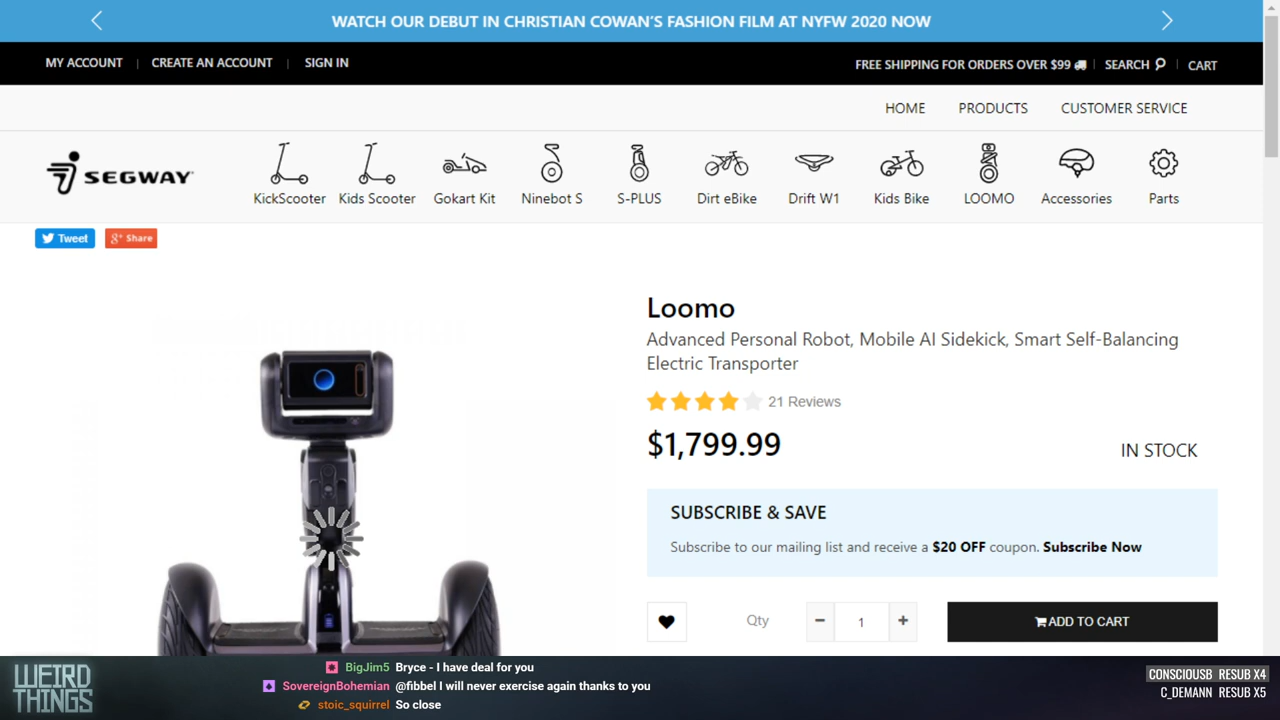 WATCH OUR DEBUT IN CHRISTIAN COWAN'S FASHION FILM AT NYFW 2020 NOW
MY ACCOUNT | CREATE AN ACCOUNT | SIGN IN
FREE SHIPPING FOR ORDERS OVER $99 | SEARCH | CART
HOME PRODUCTS CUSTOMER SERVICE
SEGWAY
KickScooter Kids Scooter Gokart Kit Ninebot S S-PLUS Dirt eBike Drift W1 Kids Bike LOOMO Accessories Parts
Tweet Share
Loomo
Advanced Personal Robot, Mobile AI Sidekick, Smart Self-Balancing
Electric Transporter
21 Reviews
$1,799.99
IN STOCK
SUBSCRIBE & SAVE
Subscribe to our mailing list and receive a $20 OFF coupon. Subscribe Now
Qty − 1 + ADD TO CART
WEIRD
THINGS
BigJim5 Bryce - I have deal for you
SovereignBohemian @fibbel I will never exercise again thanks to you
stoic_squirrel So close
CONSCIOUSB RESUB X4
C_DEMANN RESUB X5